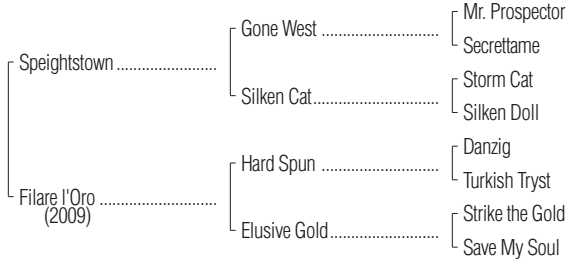 Mr. Prospector
Gone West ..............................
Secrettame
Speightstown .........................
Storm Cat
Silken Cat................................
Silken Doll
Danzig
Hard Spun ..............................
Turkish Tryst
Filare l'Oro .............................
(2009)
Strike the Gold
Elusive Gold............................
Save My Soul